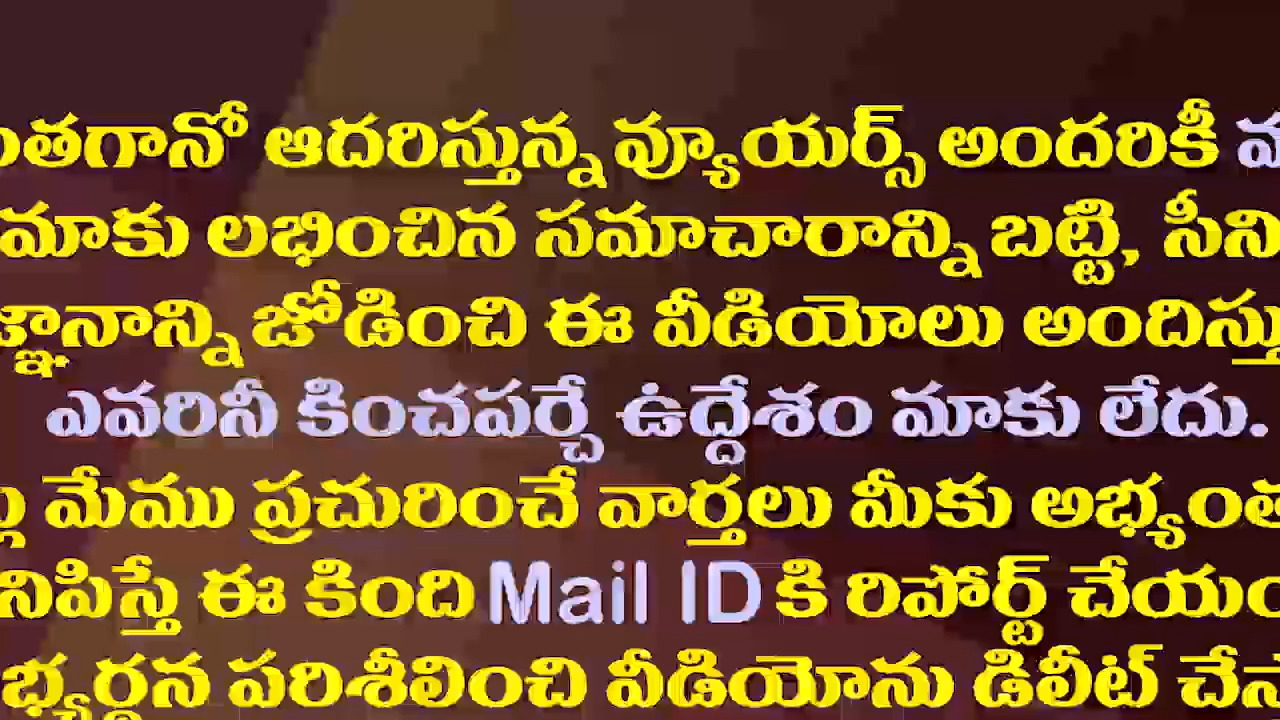 ఆదరిస్తున్న వ్యూయర్స్ అందరికీ
మాకు లభించిన సమాచారాన్ని బట్టి,
జోడించి ఈ వీడియోలు
ఎవరినీ కించపర్చే ఉద్దేశం మాకు లేదు.
మేము ప్రచురించే వార్తలు మీకు
ఈ కింది Mail ID కి రిపోర్ట్
పరిశీలించి వీడియోను డిలీట్